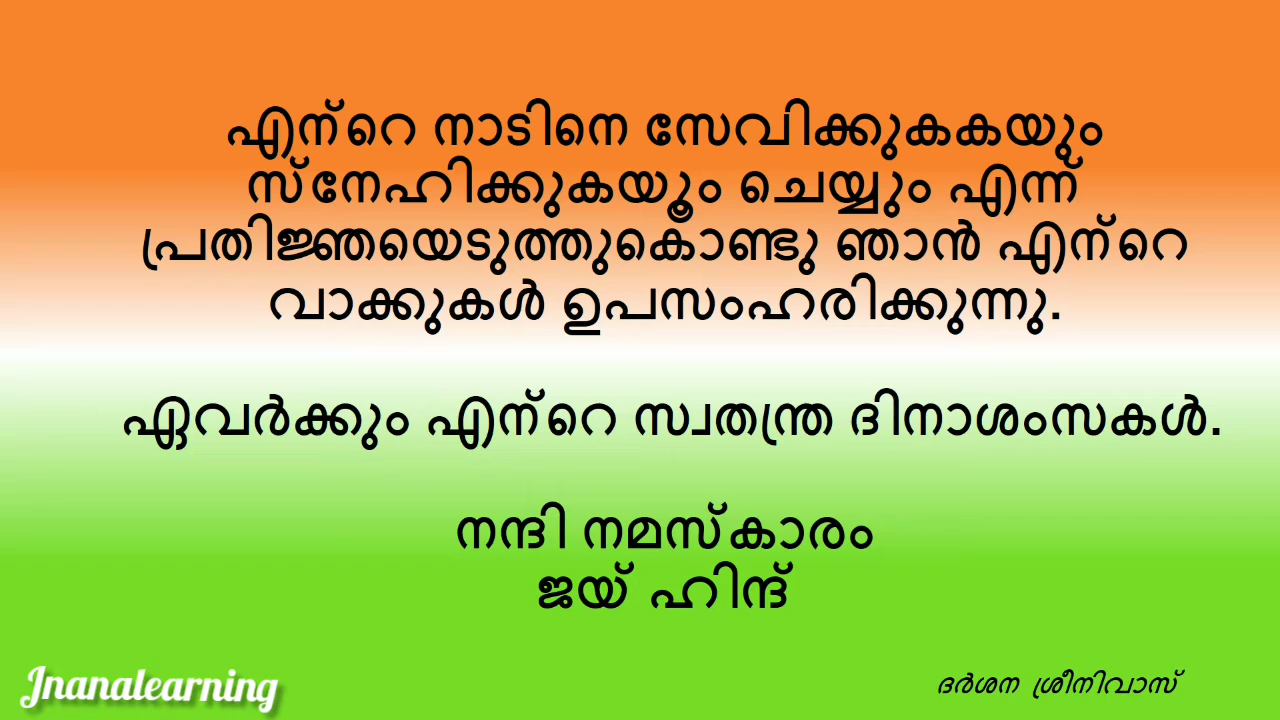 എന്റെ നാടിനെ സേവിക്കുകകയും
സ്നേഹിക്കുകയൂം ചെയ്യും എന്ന്
പ്രതിജ്ഞയെടുത്തുകൊണ്ടു ഞാൻ എന്റെ
വാക്കുകൾ ഉപസംഹരിക്കുന്നു.
ഏവർക്കും എന്റെ സ്വതന്ത്ര ദിനാശംസകൾ.
നന്ദി നമസ്കാരം
ജയ് ഹിന്ദ്
Jnanalearning
ദർശന ശ്രീനിവാസ്